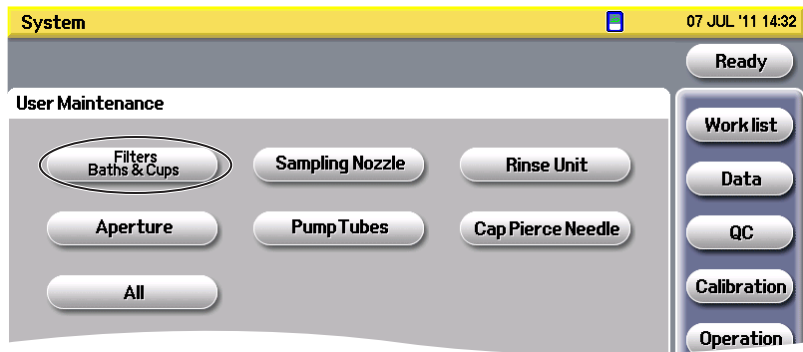 System
07 JUL '11 14:32
Ready
User Maintenance
Filters
Baths & Cups
Sampling Nozzle
Rinse Unit
Aperture
Pump Tubes
Cap Pierce Needle
All
Work list
Data
QC
Calibration
Operation